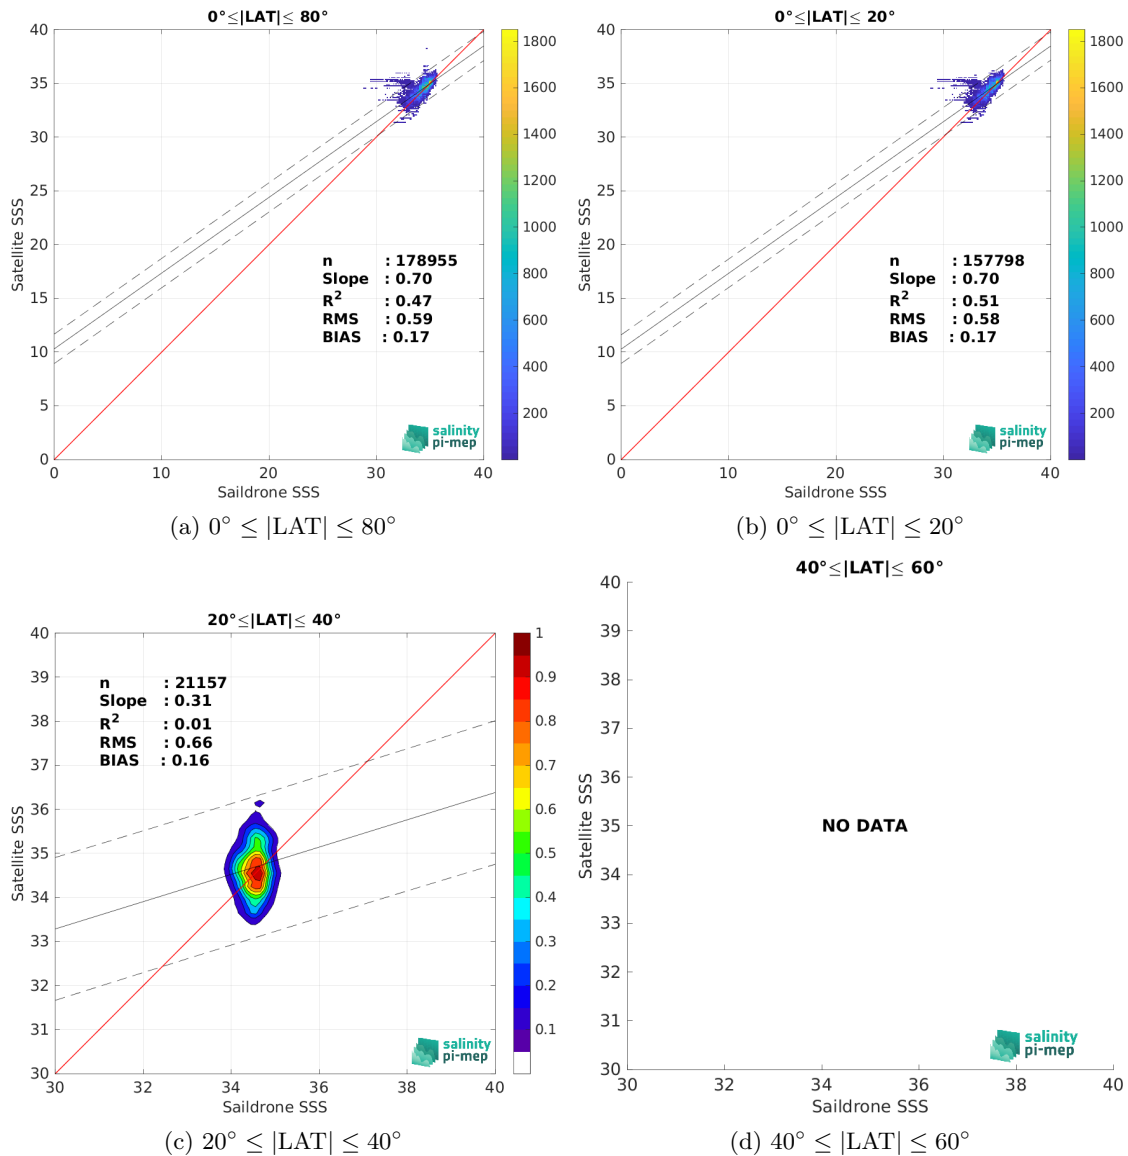 0°≤|LAT|≤ 80°
40
35
30
25
20
15
10
5
0
Satellite SSS
n : 178955
Slope : 0.70
R² : 0.47
RMS : 0.59
BIAS : 0.17
salinity
pi-mep
0 10 20 30 40
Saildrone SSS
1800
1600
1400
1200
1000
800
600
400
200
(a) 0° ≤ |LAT| ≤ 80°
0°≤|LAT|≤ 20°
40
35
30
25
20
15
10
5
0
Satellite SSS
n : 157798
Slope : 0.70
R² : 0.51
RMS : 0.58
BIAS : 0.17
salinity
pi-mep
0 10 20 30 40
Saildrone SSS
1800
1600
1400
1200
1000
800
600
400
200
(b) 0° ≤ |LAT| ≤ 20°
20°≤|LAT|≤ 40°
40
39
38
37
36
35
34
33
32
31
30
Satellite SSS
n : 21157
Slope : 0.31
R² : 0.01
RMS : 0.66
BIAS : 0.16
salinity
pi-mep
30 32 34 36 38 40
Saildrone SSS
1
0.9
0.8
0.7
0.6
0.5
0.4
0.3
0.2
0.1
(c) 20° ≤ |LAT| ≤ 40°
40°≤|LAT|≤ 60°
40
39
38
37
36
35
34
33
32
31
30
Satellite SSS
NO DATA
salinity
pi-mep
30 32 34 36 38 40
Saildrone SSS
(d) 40° ≤ |LAT| ≤ 60°